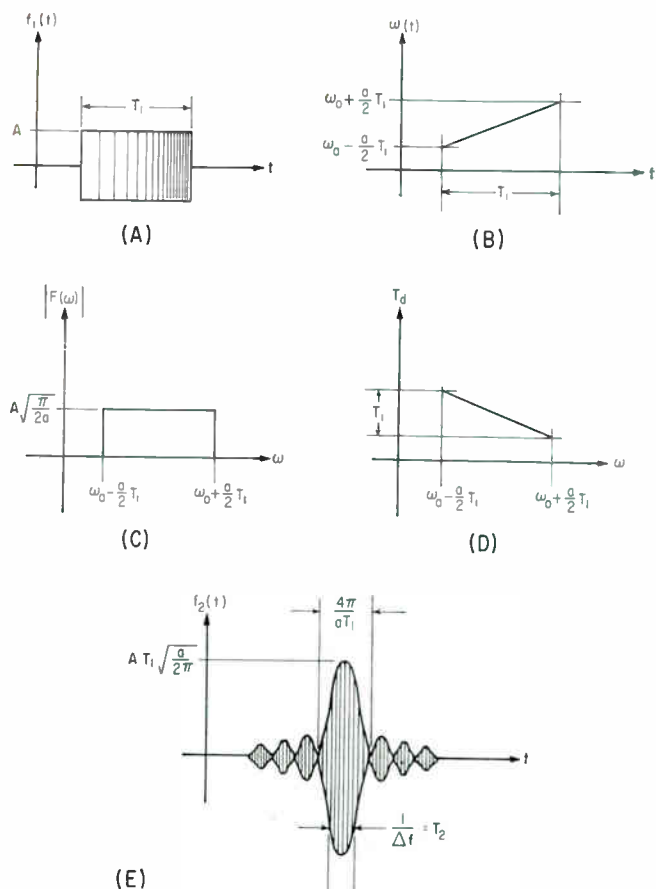 f₁(t)
T₁
A
t
(A)
ω(t)
ω₀ + a/2 T₁
ω₀ − a/2 T₁
T₁
t
(B)
|F(ω)|
A √(π/2a)
ω
ω₀ − a/2 T₁
ω₀ + a/2 T₁
(C)
T_d
T₁
ω
ω₀ − a/2 T₁
ω₀ + a/2 T₁
(D)
f₂(t)
4π/aT₁
A T₁ √(a/2π)
t
1/Δf = T₂
(E)